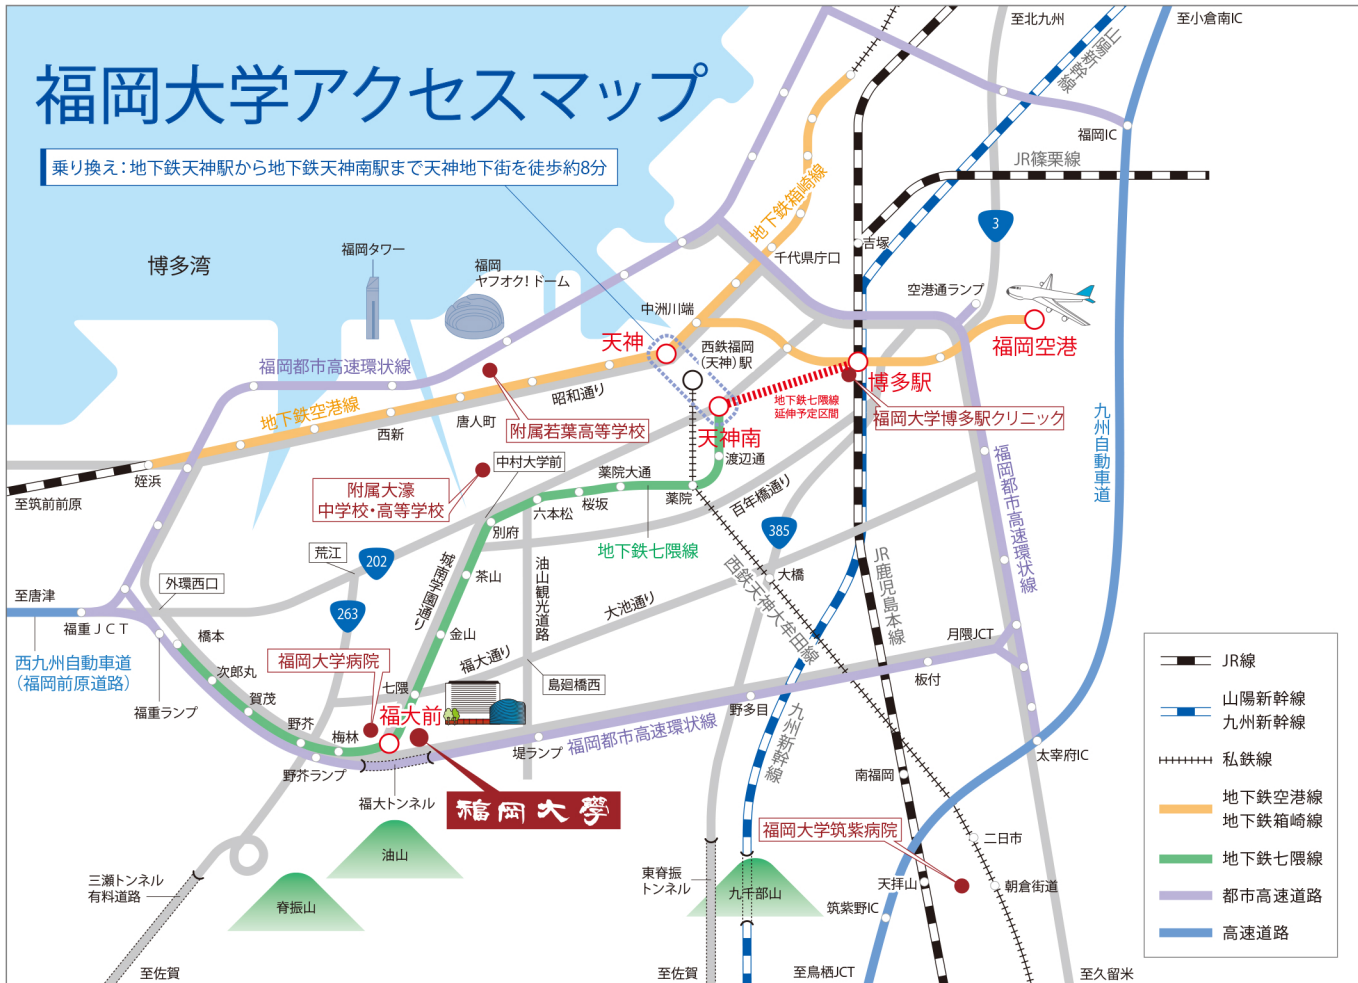 福岡大学アクセスマップ
乗り換え：地下鉄天神駅から地下鉄天神南駅まで天神地下街を徒歩約8分
至北九州
至小倉南IC
山陽新幹線
福岡IC
JR篠栗線
地下鉄箱崎線
3
吉塚
千代県庁口
空港通ランプ
福岡タワー
福岡
ヤフオク！ドーム
博多湾
中洲川端
天神
西鉄福岡
（天神）駅
福岡空港
博多駅
福岡都市高速環状線
地下鉄空港線
昭和通り
地下鉄七隈線
延伸予定区間
福岡大学博多駅クリニック
九州自動車道
唐人町
西新
附属若葉高等学校
天神南
渡辺通
中村大学前
姪浜
至筑前前原
附属大濠
中学校・高等学校
薬院大通
薬院
桜坂
六本松
百年橋通り
福岡都市高速環状線
別府
385
地下鉄七隈線
荒江
202
城南学園通り
茶山
油山観光道路
西鉄天神大牟田線
大橋
JR鹿児島本線
至唐津
外環西口
263
大池通り
福重JCT
橋本
金山
月隈JCT
西九州自動車道
（福岡前原道路）
福岡大学病院
福大通り
次郎丸
七隈
島廻橋西
板付
福重ランプ
賀茂
野芥
梅林
福大前
野多目
九州新幹線
福岡都市高速環状線
堤ランプ
野芥ランプ
太宰府IC
南福岡
福大トンネル
福岡大學
福岡大学筑紫病院
二日市
油山
三瀬トンネル
有料道路
脊振山
東脊振
トンネル
九千部山
天拝山
朝倉街道
筑紫野IC
至佐賀
至佐賀
至鳥栖JCT
至久留米
JR線
山陽新幹線
九州新幹線
私鉄線
地下鉄空港線
地下鉄箱崎線
地下鉄七隈線
都市高速道路
高速道路